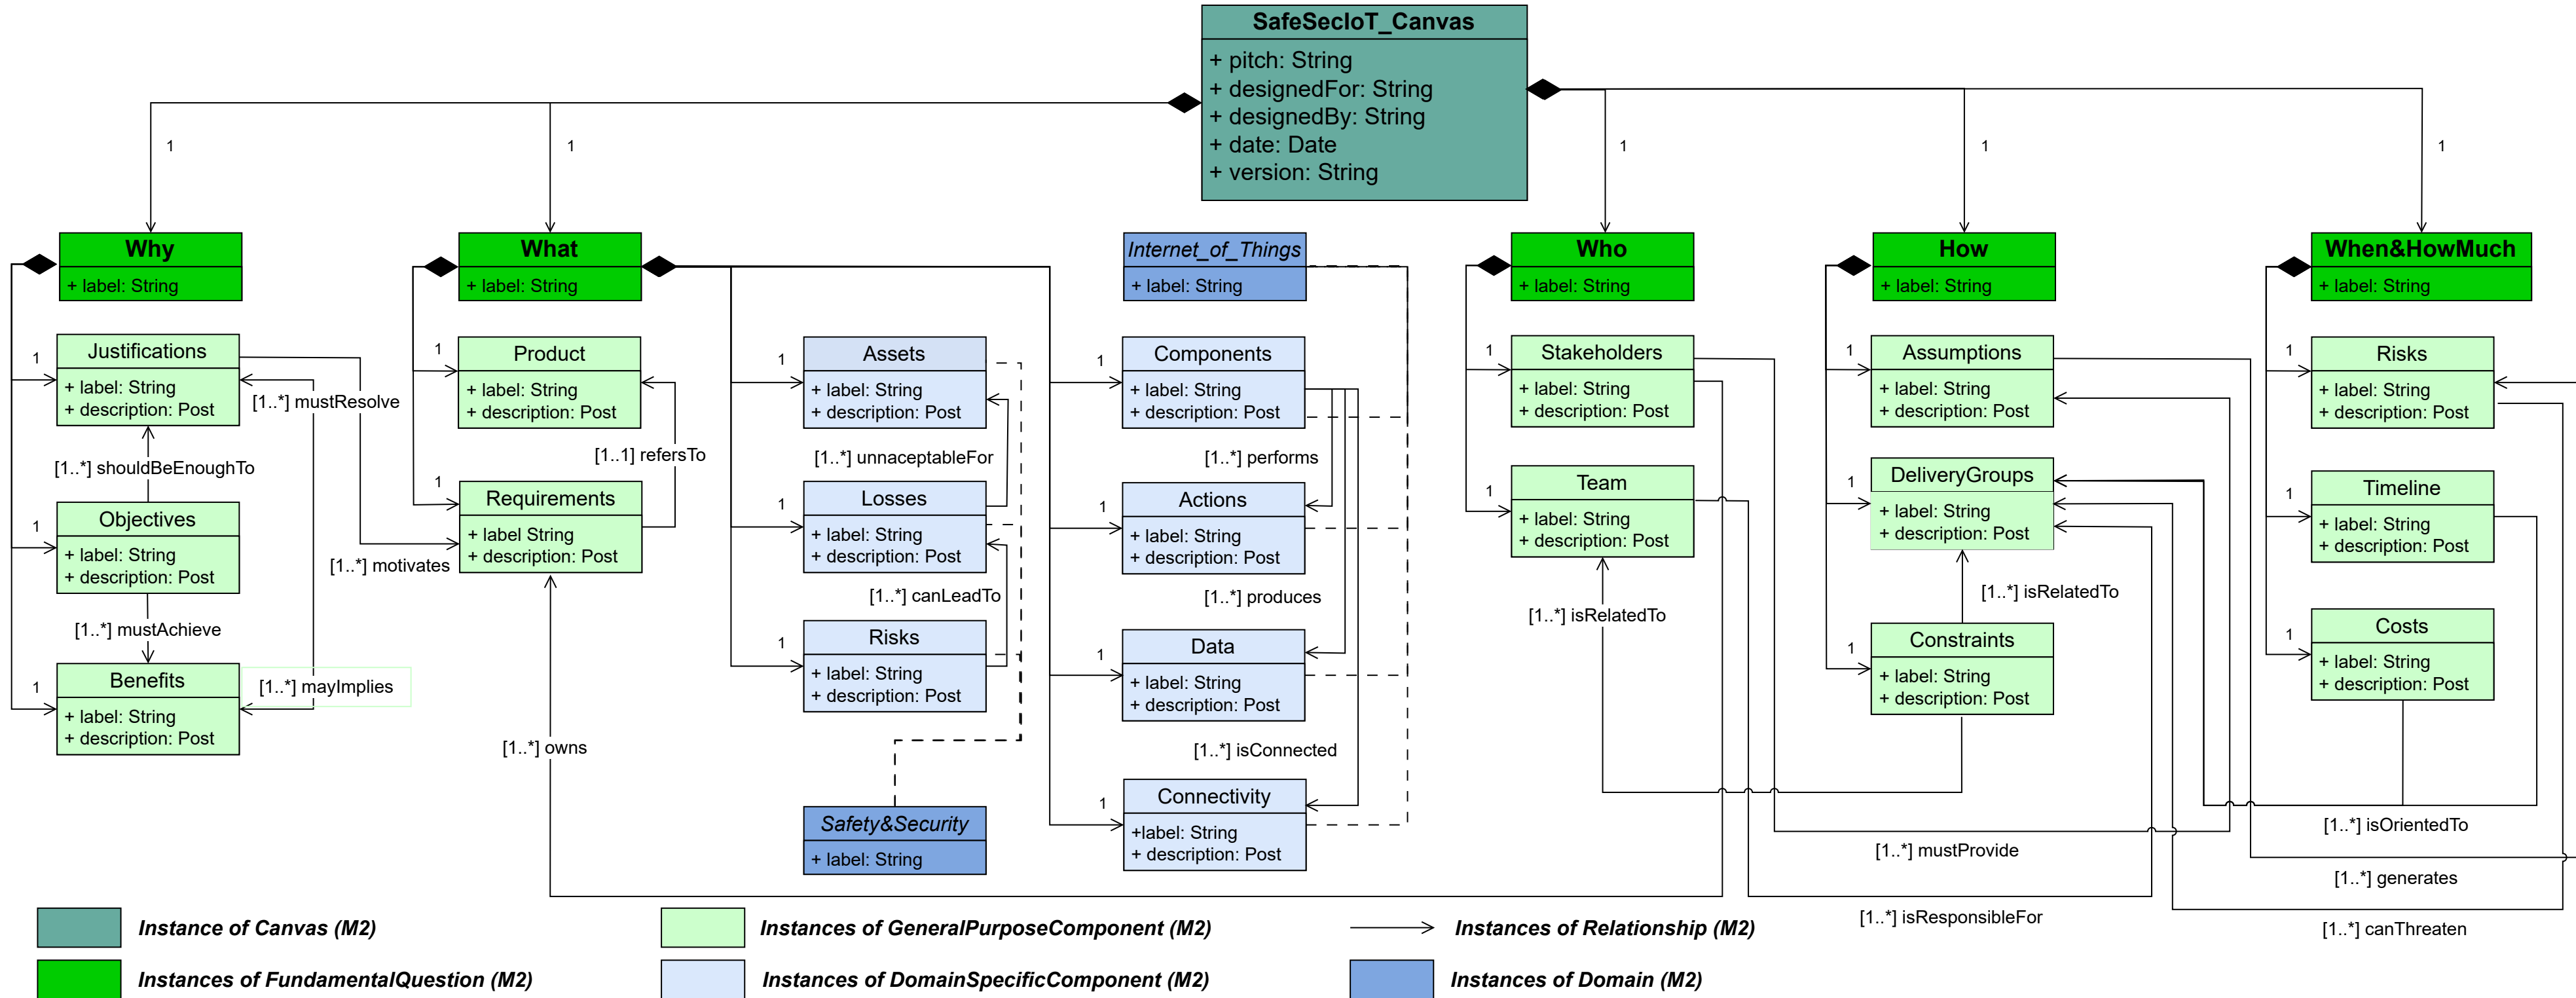 SafeSecIoT_Canvas
+ pitch: String
+ designedFor: String
+ designedBy: String
+ date: Date
+ version: String
1
1
1
1
1
Why
+ label: String
What
+ label: String
Internet_of_Things
+ label: String
Who
+ label: String
How
+ label: String
When&HowMuch
+ label: String
1
Justifications
+ label: String
+ description: Post
[1..*] mustResolve
[1..*] shouldBeEnoughTo
1
Objectives
+ label: String
+ description: Post
[1..*] motivates
[1..*] mustAchieve
1
Benefits
+ label: String
+ description: Post
[1..*] mayImplies
1
Product
+ label: String
+ description: Post
[1..1] refersTo
1
Requirements
+ label String
+ description: Post
[1..*] owns
1
Assets
+ label: String
+ description: Post
[1..*] unnaceptableFor
1
Losses
+ label: String
+ description: Post
[1..*] canLeadTo
1
Risks
+ label: String
+ description: Post
Safety&Security
+ label: String
1
Components
+ label: String
+ description: Post
[1..*] performs
1
Actions
+ label: String
+ description: Post
[1..*] produces
1
Data
+ label: String
+ description: Post
[1..*] isConnected
1
Connectivity
+label: String
+ description: Post
1
Stakeholders
+ label: String
+ description: Post
1
Team
+ label: String
+ description: Post
[1..*] isRelatedTo
1
Assumptions
+ label: String
+ description: Post
1
DeliveryGroups
+ label: String
+ description: Post
[1..*] isRelatedTo
1
Constraints
+ label: String
+ description: Post
1
Risks
+ label: String
+ description: Post
1
Timeline
+ label: String
+ description: Post
1
Costs
+ label: String
+ description: Post
[1..*] isOrientedTo
[1..*] mustProvide
[1..*] generates
[1..*] isResponsibleFor
[1..*] canThreaten
Instance of Canvas (M2)
Instances of GeneralPurposeComponent (M2)
Instances of Relationship (M2)
Instances of FundamentalQuestion (M2)
Instances of DomainSpecificComponent (M2)
Instances of Domain (M2)